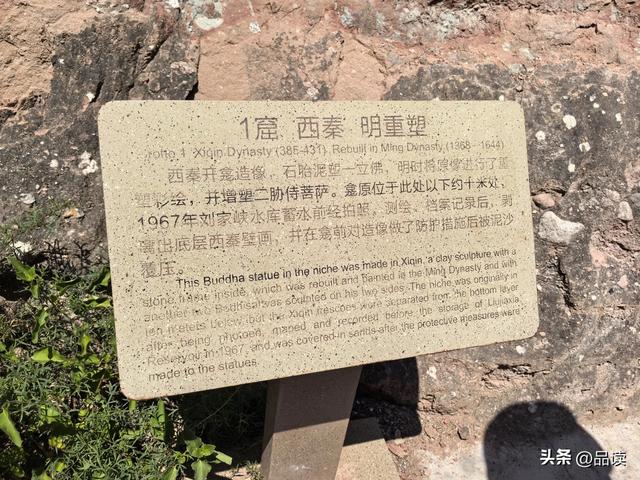 1窟 西秦 明重塑
Grotto 1 Xiqin Dynasty (385-431) Rebuilt in Ming Dynasty (1368-1644)
西秦开龛造像，石胎泥塑一立佛，明时将原像进行了重
塑彩绘，并增塑二胁侍菩萨。龛原位于此处以下约十米处，
1967年刘家峡水库蓄水前经拍照、测绘、档案记录后，剥
离出底层西秦壁画，并在龛前对造像做了防护措施后被泥沙
覆压。
This Buddha statue in the niche was made in Xiqin, a clay sculpture with a
stone frame inside, which was rebuilt and painted in the Ming Dynasty and with
another two Bodhisattvas sculpted on his two sides. The niche was originally in
ten meters below, but the Xiqin frescoes were separated from the bottom layer
after being photoed, maped and recorded before the storage of Liujiaxia
Reservoir in 1967, and was covered in sands after the protective measures were
made to the statues.
头条 @品读